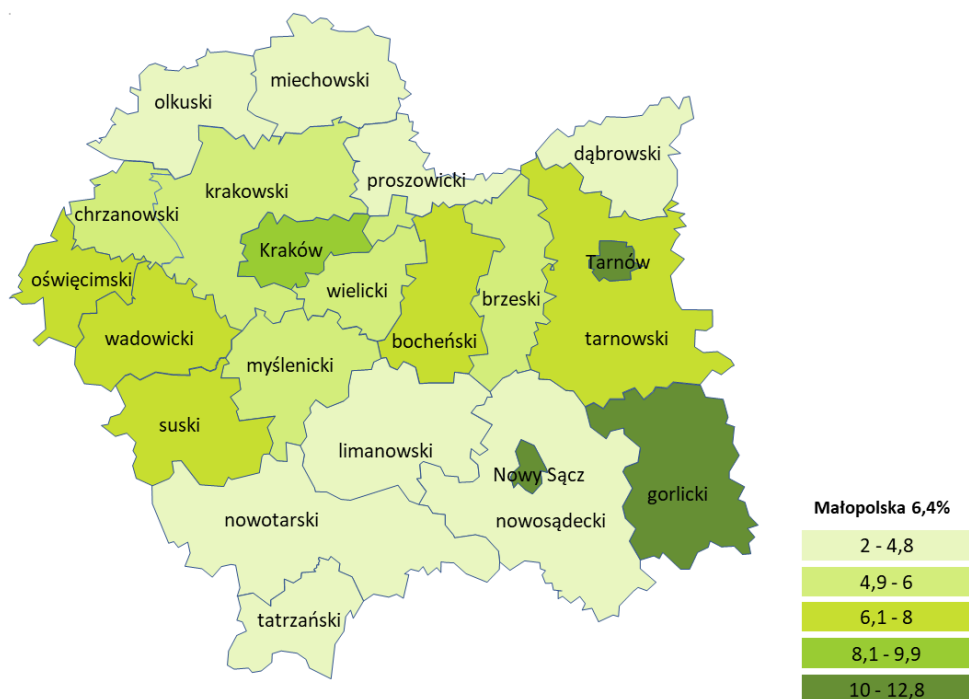 miechowski
olkuski
dąbrowski
proszowicki
krakowski
chrzanowski
Kraków
Tarnów
oświęcimski
wielicki
brzeski
wadowicki
bocheński
tarnowski
myślenicki
suski
limanowski
Nowy Sącz
gorlicki
nowotarski
nowosądecki
tatrzański
Małopolska 6,4%
2 - 4,8
4,9 - 6
6,1 - 8
8,1 - 9,9
10 - 12,8